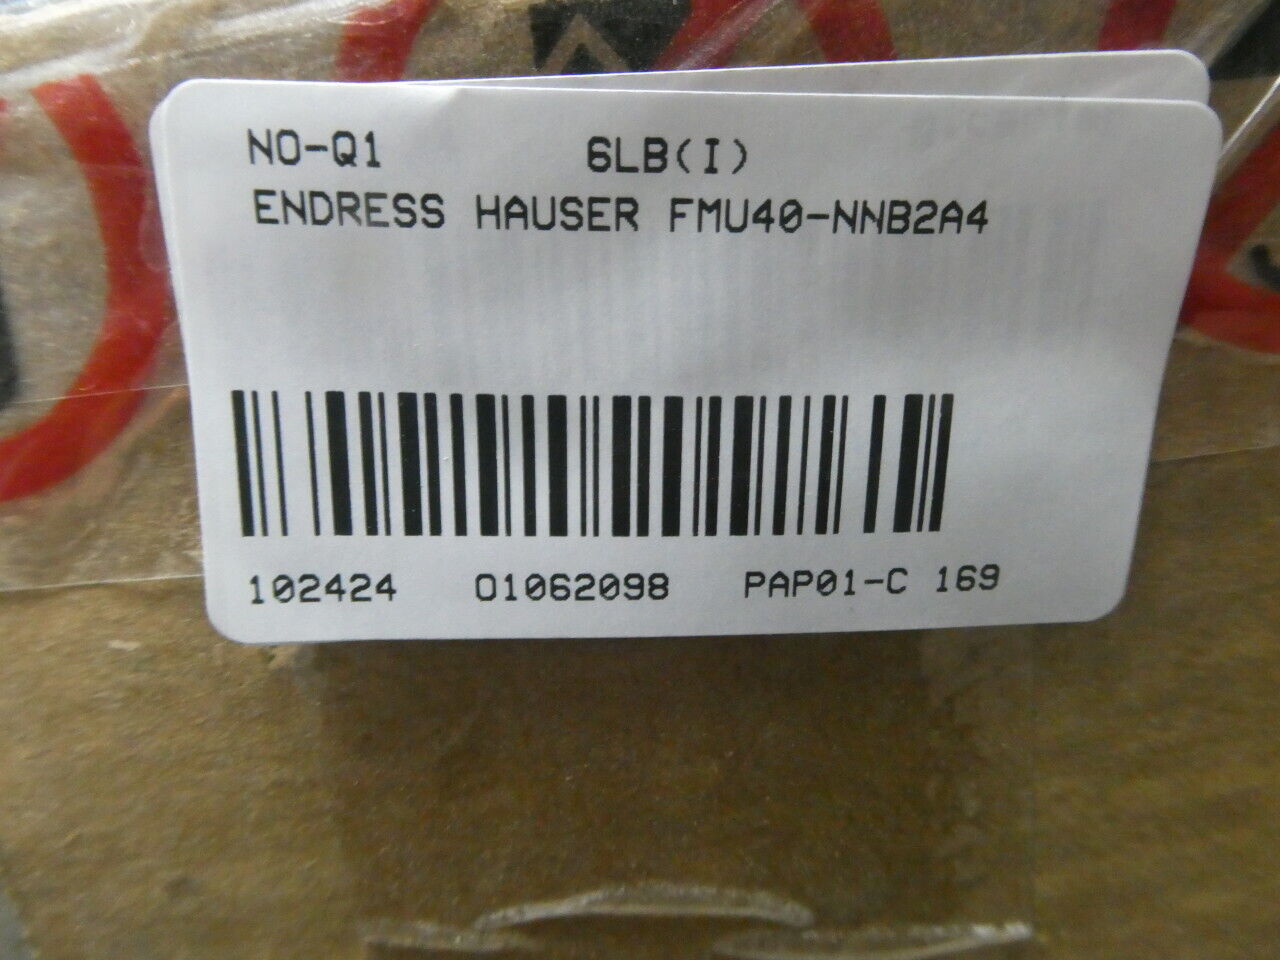 NO-Q1 6LB(I)
ENDRESS HAUSER FMU40-NNB2A4
102424 01062098 PAP01-C 169